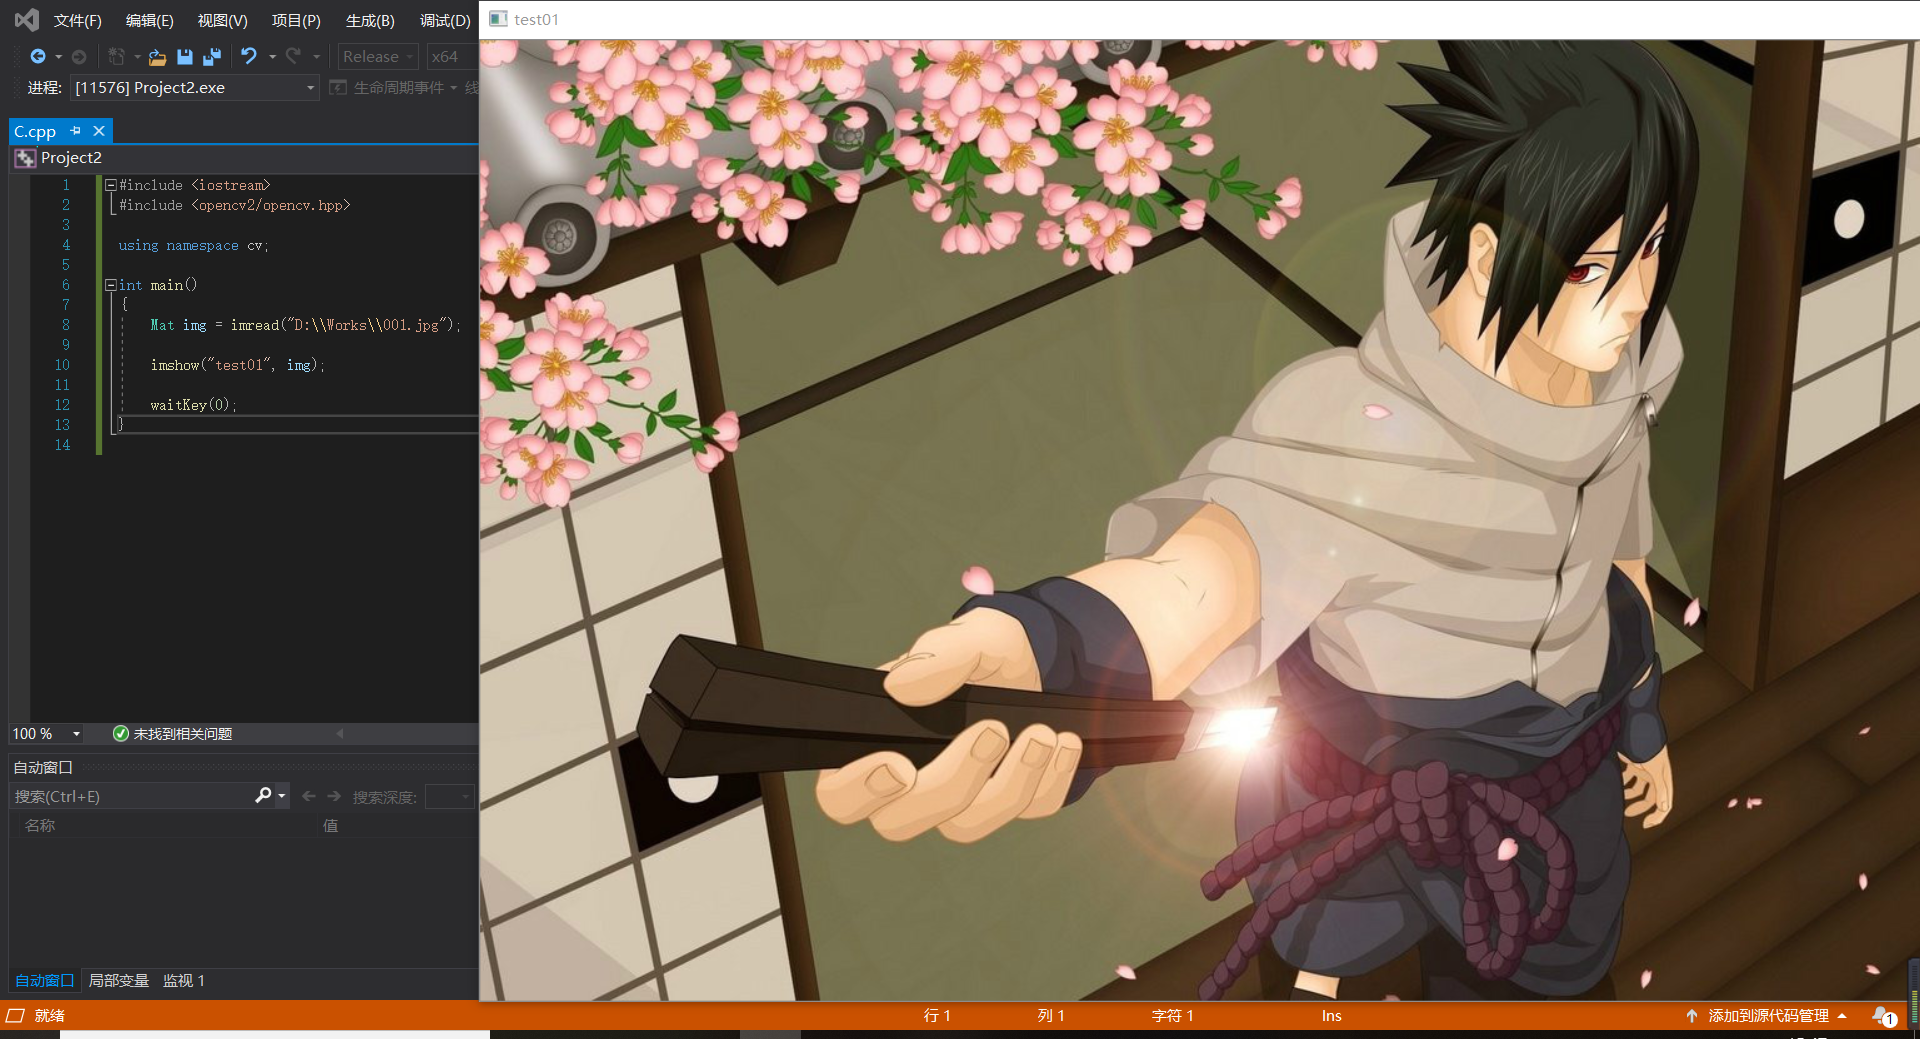 文件(F) 编辑(E) 视图(V) 项目(P) 生成(B) 调试(D)
test01
Release x64
进程: [11576] Project2.exe 生命周期事件 线
C.cpp
Project2
1 #include <iostream>
2 #include <opencv2/opencv.hpp>
3
4 using namespace cv;
5
6 int main()
7 {
8 Mat img = imread("D:\\Works\\001.jpg");
9
10 imshow("test01", img);
11
12 waitKey(0);
13 }
14
100 % 未找到相关问题
自动窗口
搜索(Ctrl+E) 搜索深度:
名称 值
自动窗口 局部变量 监视 1
就绪 行 1 列 1 字符 1 Ins 添加到源代码管理 1